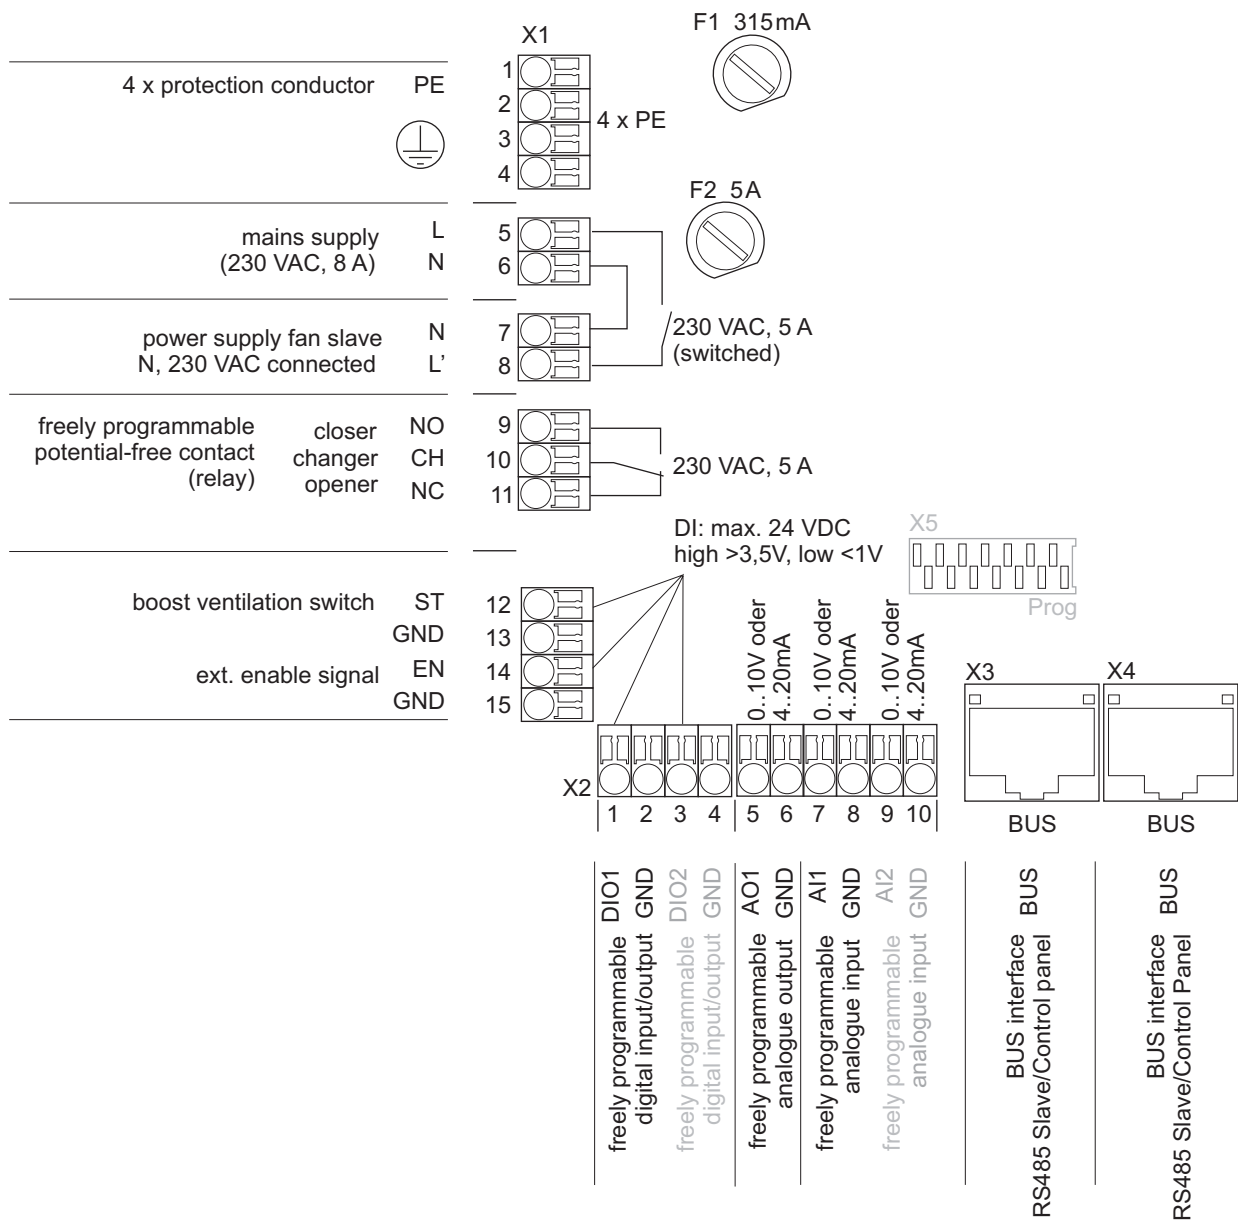 X1
F1 315mA
4 x protection conductor PE
1
2
3
4
4 x PE
F2 5A
mains supply
(230 VAC, 8 A)
L
N
5
6
power supply fan slave
N, 230 VAC connected
N
L’
7
8
230 VAC, 5 A
(switched)
freely programmable
potential-free contact
(relay)
closer NO
changer CH
opener NC
9
10
11
230 VAC, 5 A
DI: max. 24 VDC
high >3,5V, low <1V
X5
Prog
boost ventilation switch ST
GND
ext. enable signal EN
GND
12
13
14
15
0..10V oder
4..20mA
0..10V oder
4..20mA
0..10V oder
4..20mA
X3
X4
X2
1 2 3 4 5 6 7 8 9 10
BUS
BUS
DIO1
GND
DIO2
GND
AO1
GND
AI1
GND
AI2
GND
BUS
BUS
freely programmable
digital input/output
freely programmable
digital input/output
freely programmable
analogue output
freely programmable
analogue input
freely programmable
analogue input
BUS interface
RS485 Slave/Control panel
BUS interface
RS485 Slave/Control Panel